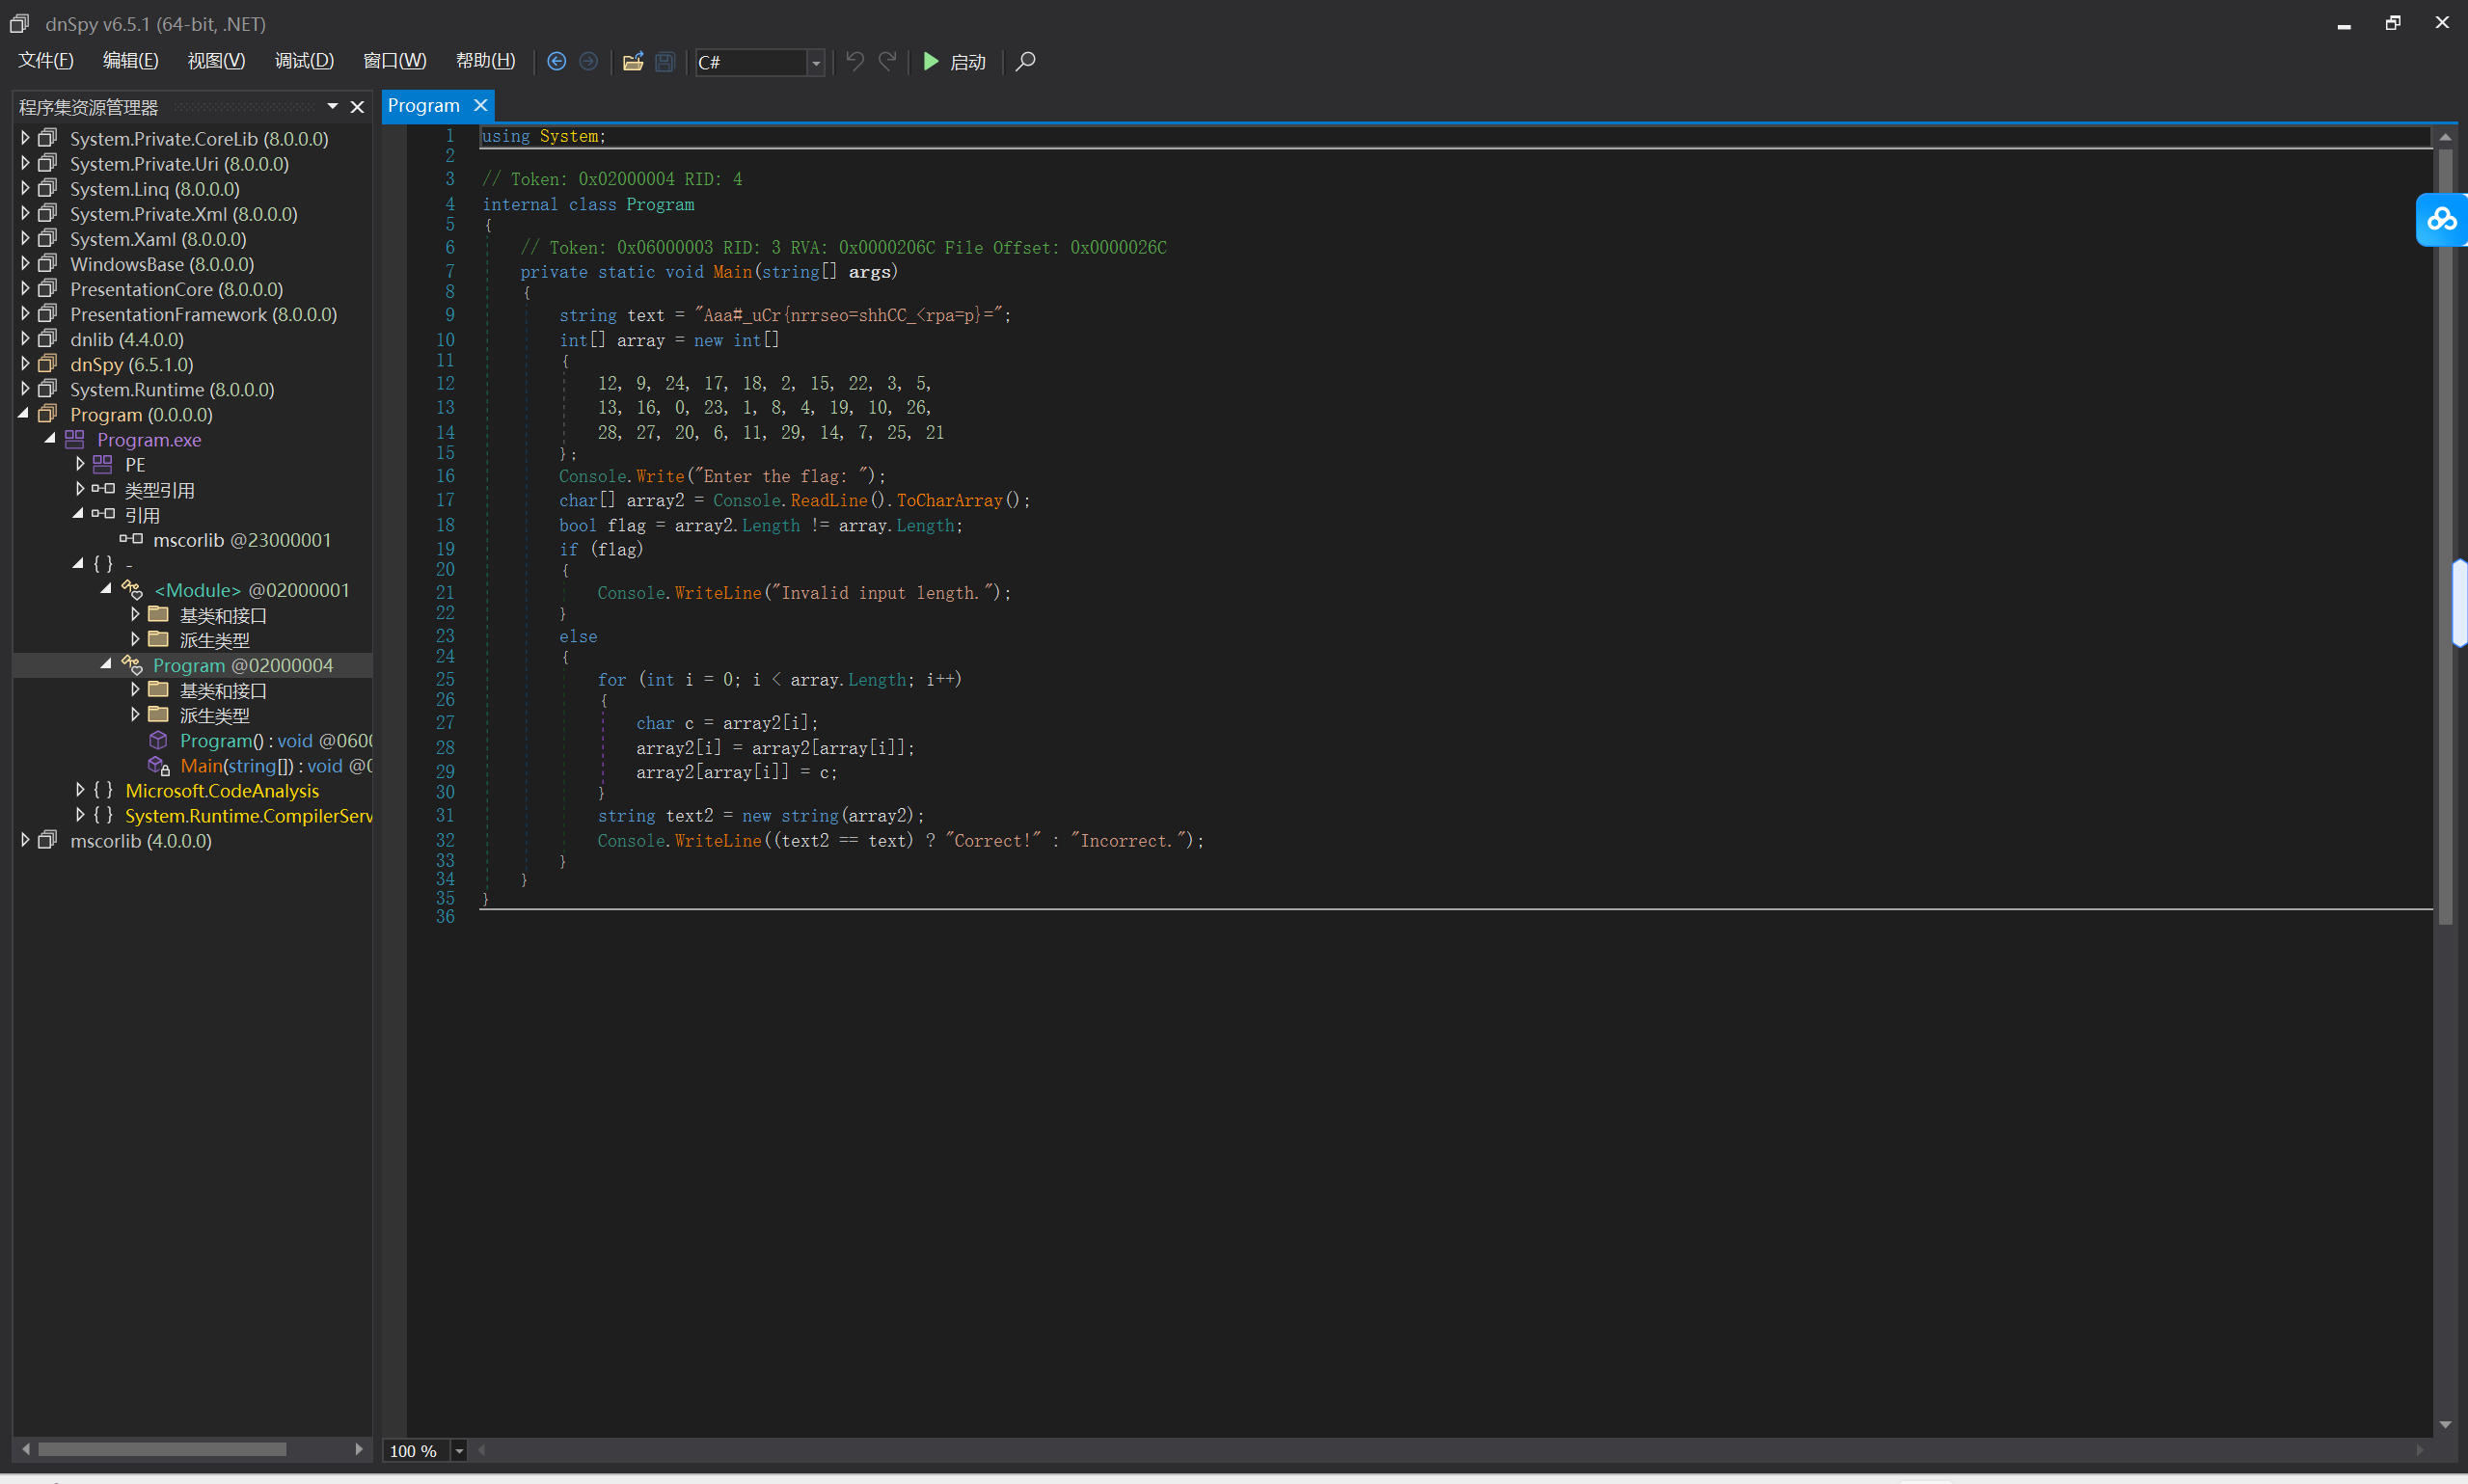 dnSpy v6.5.1 (64-bit, .NET)
文件(F) 编辑(E) 视图(V) 调试(D) 窗口(W) 帮助(H) C# 启动
程序集资源管理器
System.Private.CoreLib (8.0.0.0)
System.Private.Uri (8.0.0.0)
System.Linq (8.0.0.0)
System.Private.Xml (8.0.0.0)
System.Xaml (8.0.0.0)
WindowsBase (8.0.0.0)
PresentationCore (8.0.0.0)
PresentationFramework (8.0.0.0)
dnlib (4.4.0.0)
dnSpy (6.5.1.0)
System.Runtime (8.0.0.0)
Program (0.0.0.0)
Program.exe
PE
类型引用
引用
mscorlib @23000001
{ } -
<Module> @02000001
基类和接口
派生类型
Program @02000004
基类和接口
派生类型
Program() : void @060
Main(string[]) : void @0
{ } Microsoft.CodeAnalysis
{ } System.Runtime.CompilerServ
mscorlib (4.0.0.0)
Program
1 using System;
2
3 // Token: 0x02000004 RID: 4
4 internal class Program
5 {
6 // Token: 0x06000003 RID: 3 RVA: 0x0000206C File Offset: 0x0000026C
7 private static void Main(string[] args)
8 {
9 string text = "Aaa#_uCr{nrrseo=shhCC_<rpa=p}=";
10 int[] array = new int[]
11 {
12 12, 9, 24, 17, 18, 2, 15, 22, 3, 5,
13 13, 16, 0, 23, 1, 8, 4, 19, 10, 26,
14 28, 27, 20, 6, 11, 29, 14, 7, 25, 21
15 };
16 Console.Write("Enter the flag: ");
17 char[] array2 = Console.ReadLine().ToCharArray();
18 bool flag = array2.Length != array.Length;
19 if (flag)
20 {
21 Console.WriteLine("Invalid input length.");
22 }
23 else
24 {
25 for (int i = 0; i < array.Length; i++)
26 {
27 char c = array2[i];
28 array2[i] = array2[array[i]];
29 array2[array[i]] = c;
30 }
31 string text2 = new string(array2);
32 Console.WriteLine((text2 == text) ? "Correct!" : "Incorrect.");
33 }
34 }
35 }
36
100 %